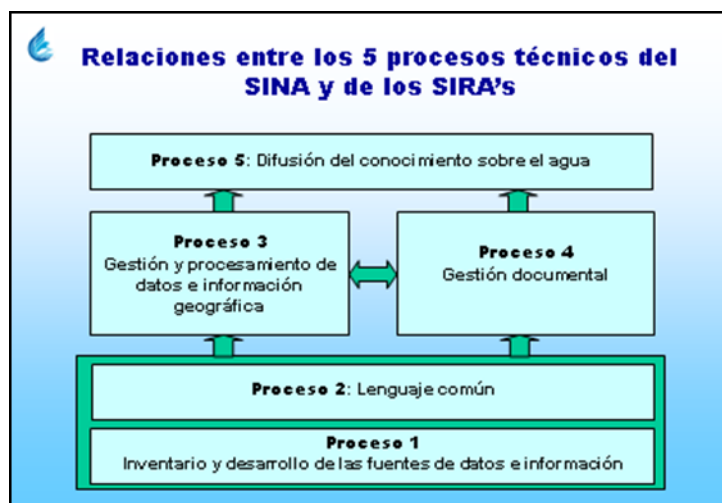 Relaciones entre los 5 procesos técnicos del
SINA y de los SIRA's
Proceso 5: Difusión del conocimiento sobre el agua
Proceso 3
Gestión y procesamiento de
datos e información
geográfica
Proceso 4
Gestión documental
Proceso 2: Lenguaje común
Proceso 1
Inventario y desarrollo de las fuentes de datos e información